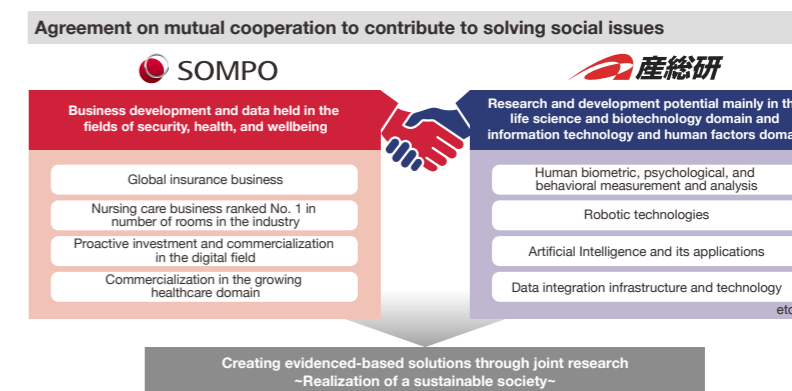 Agreement on mutual cooperation to contribute to solving social issues
SOMPO
産総研
Business development and data held in the
fields of security, health, and wellbeing
Research and development potential mainly in
life science and biotechnology domain and
information technology and human factors
Global insurance business
Nursing care business ranked No. 1 in
number of rooms in the industry
Proactive investment and commercialization
in the digital field
Commercialization in the growing
healthcare domain
Human biometric, psychological, and
behavioral measurement and analysis
Robotic technologies
Artificial Intelligence and its applications
Data integration infrastructure and technology
etc
Creating evidenced-based solutions through joint research
~Realization of a sustainable society~